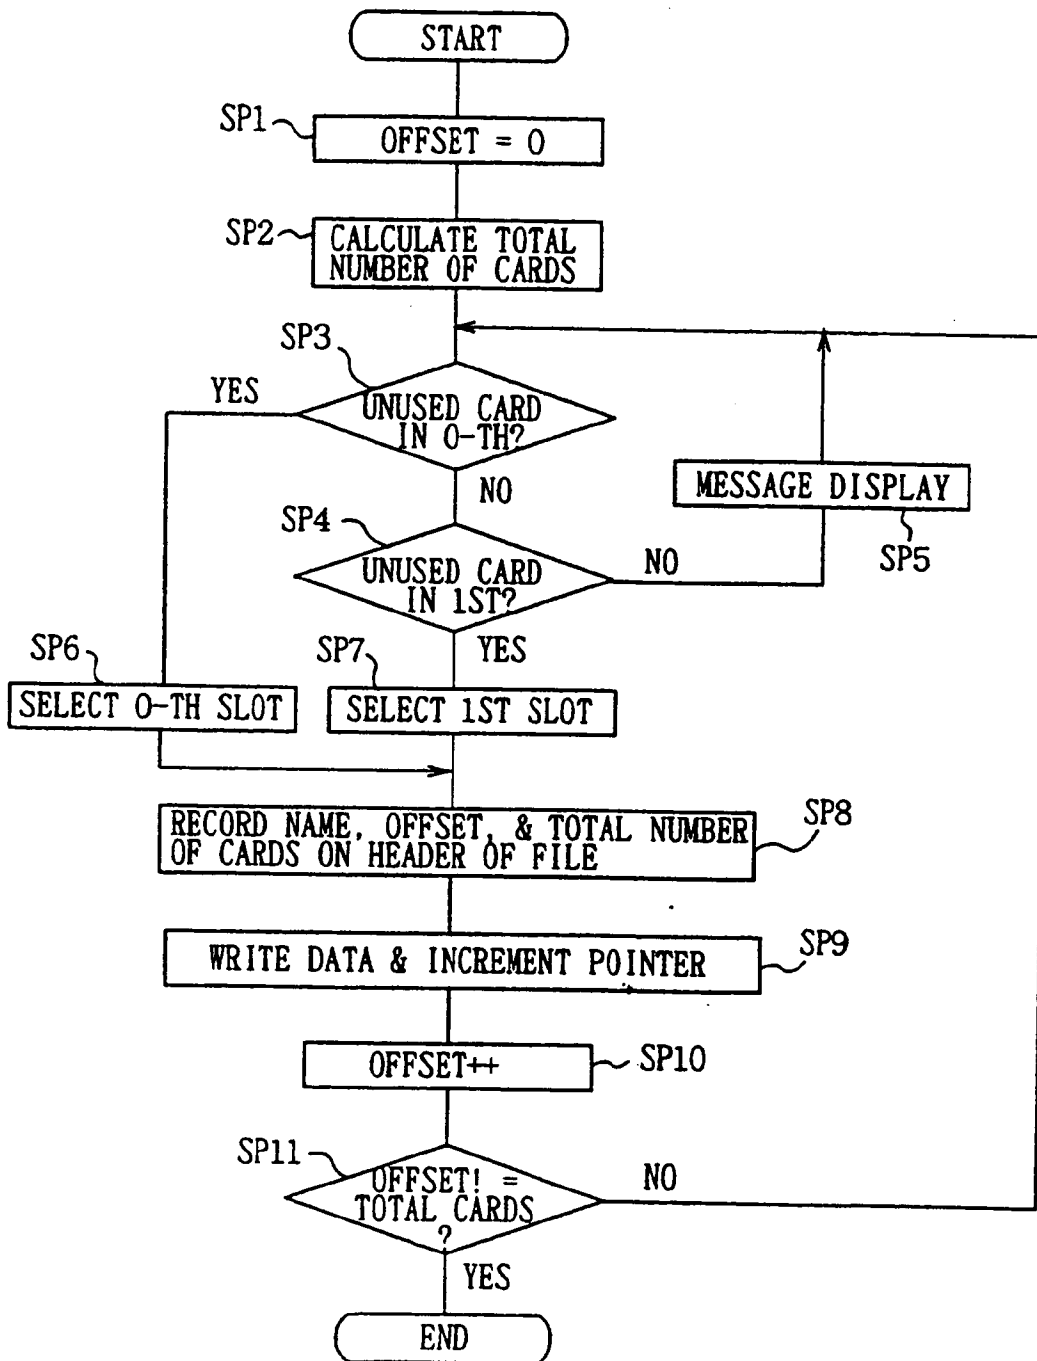 START
SP1
OFFSET = 0
SP2
CALCULATE TOTAL
NUMBER OF CARDS
SP3
YES
UNUSED CARD
IN 0-TH?
NO
MESSAGE DISPLAY
SP5
SP4
UNUSED CARD
IN 1ST?
NO
YES
SP6
SELECT 0-TH SLOT
SP7
SELECT 1ST SLOT
RECORD NAME, OFFSET, & TOTAL NUMBER
OF CARDS ON HEADER OF FILE
SP8
WRITE DATA & INCREMENT POINTER
SP9
OFFSET++
SP10
SP11
OFFSET! =
TOTAL CARDS
?
NO
YES
END